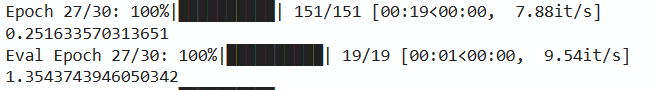 Epoch 27/30: 100%|██████████| 151/151 [00:19<00:00,  7.88it/s]
0.251633570313651
Eval Epoch 27/30: 100%|██████████| 19/19 [00:01<00:00,  9.54it/s]
1.3543743946050342